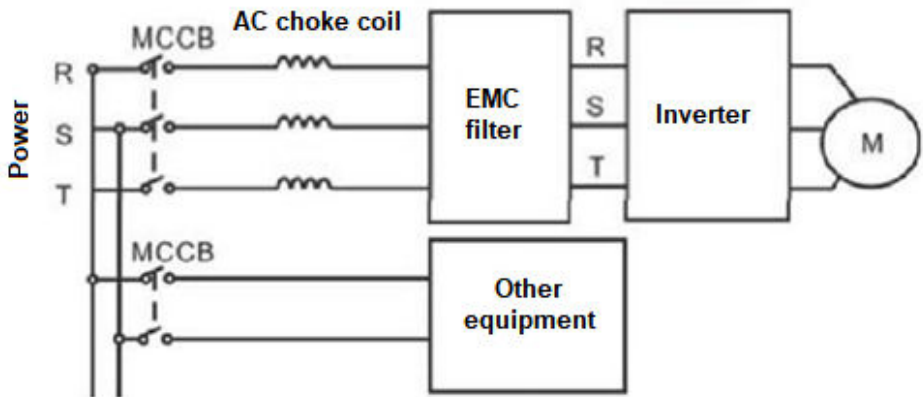 AC choke coil
MCCB
R
S
T
Power
EMC
filter
R
S
T
Inverter
M
MCCB
Other
equipment